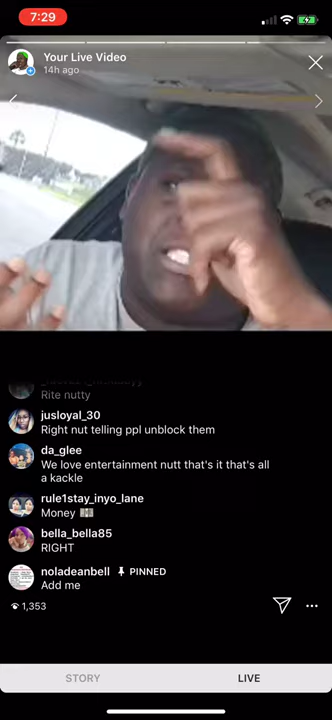 7:29
Your Live Video
14h ago
Rite nutty
jusloyal_30
Right nut telling ppl unblock them
da_glee
We love entertainment nutt that's it that's all
a kackle
rule1stay_inyo_lane
Money
bella_bella85
RIGHT
noladeanbell PINNED
Add me
1,353
STORY LIVE